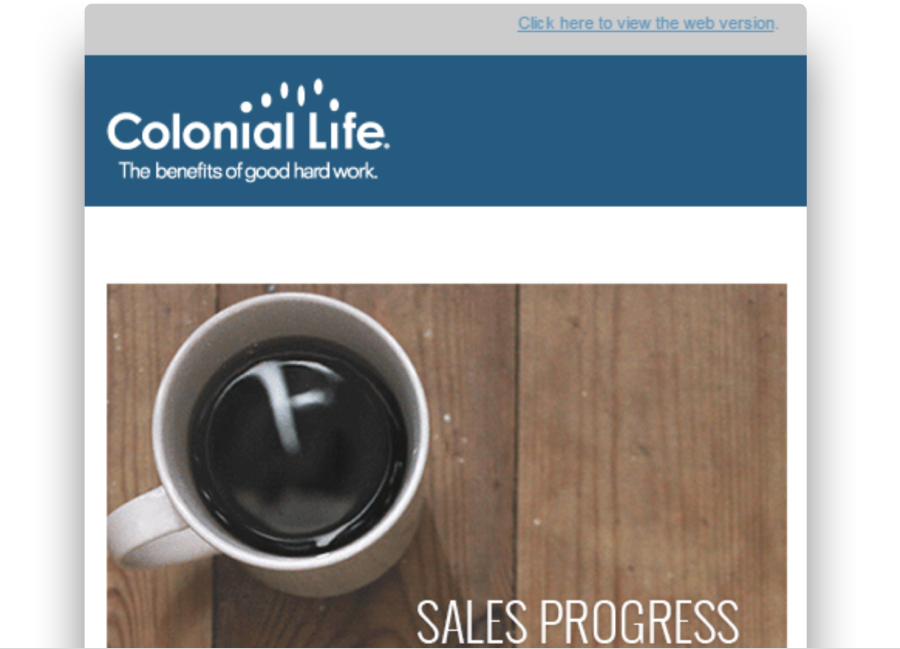 Click here to view the web version.
Colonial Life.
The benefits of good hard work.
SALES PROGRESS